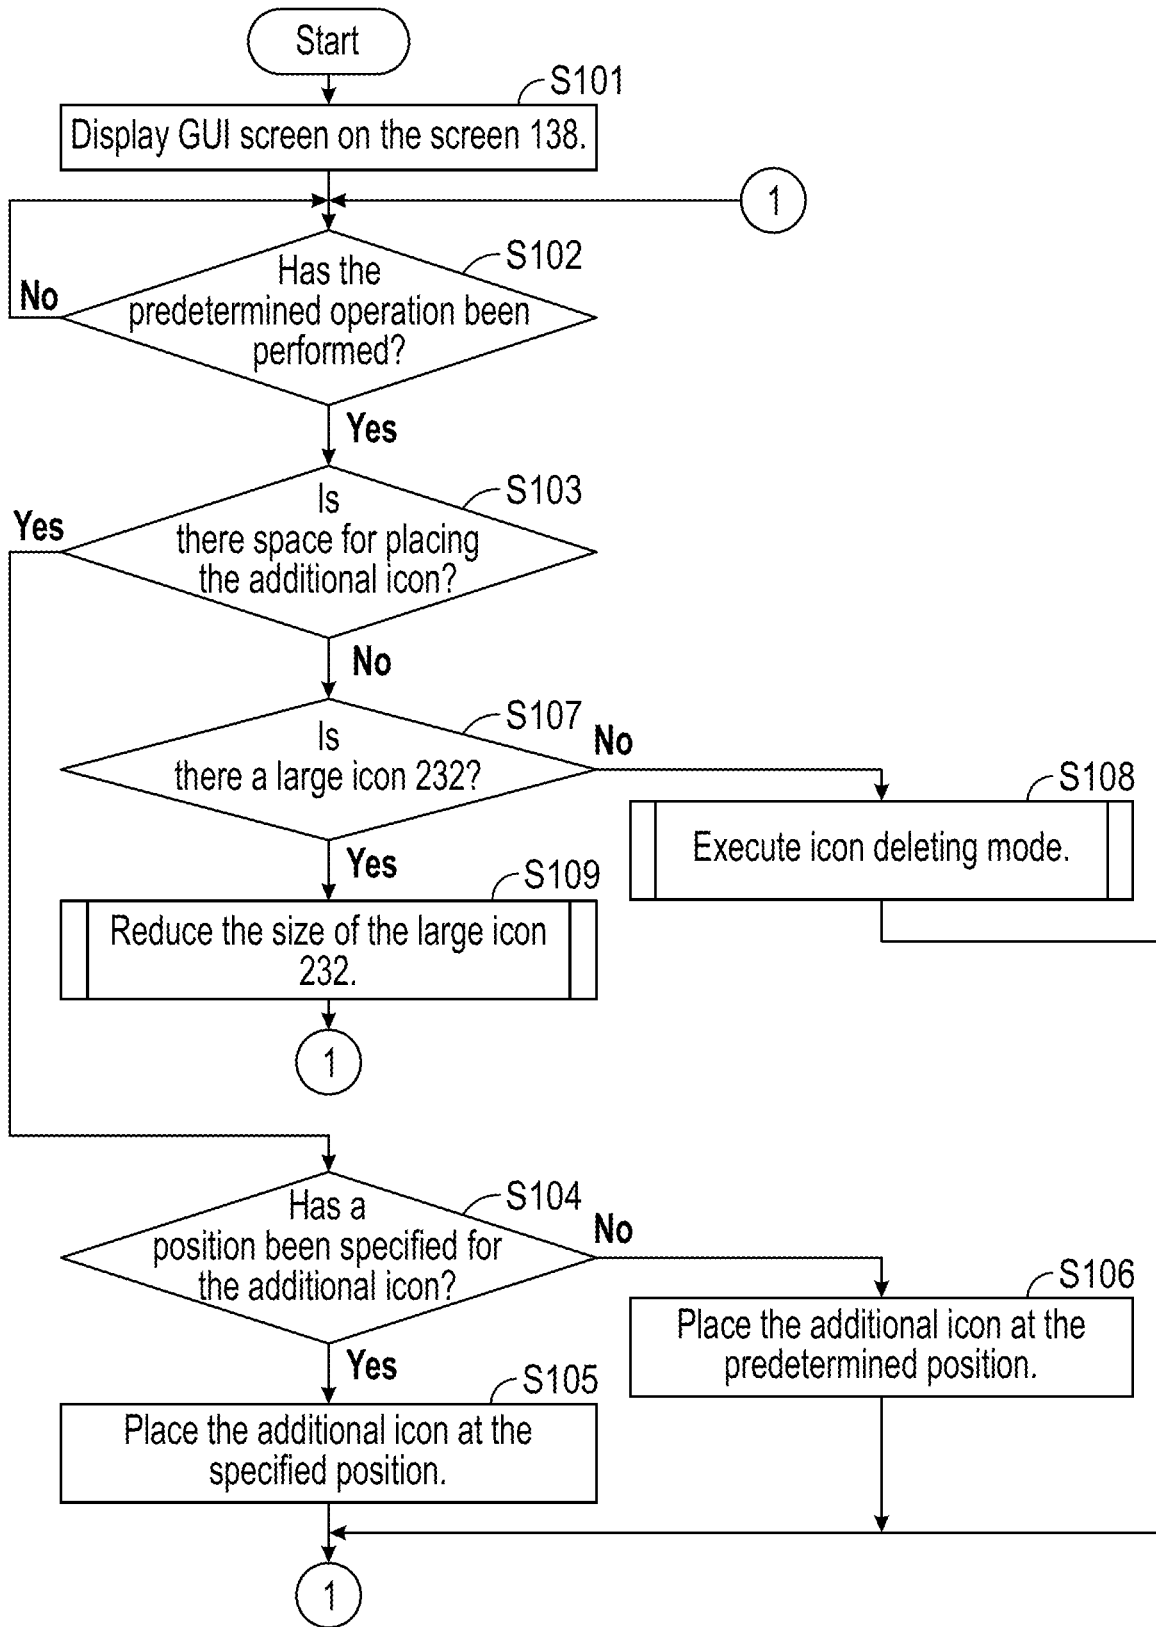 Start
S101
Display GUI screen on the screen 138.
1
S102
Has the
predetermined operation been
performed?
No
Yes
S103
Is
there space for placing
the additional icon?
Yes
No
S107
Is
there a large icon 232?
No
S108
Execute icon deleting mode.
Yes
S109
Reduce the size of the large icon
232.
1
S104
Has a
position been specified for
the additional icon?
No
S106
Place the additional icon at the
predetermined position.
Yes
S105
Place the additional icon at the
specified position.
1